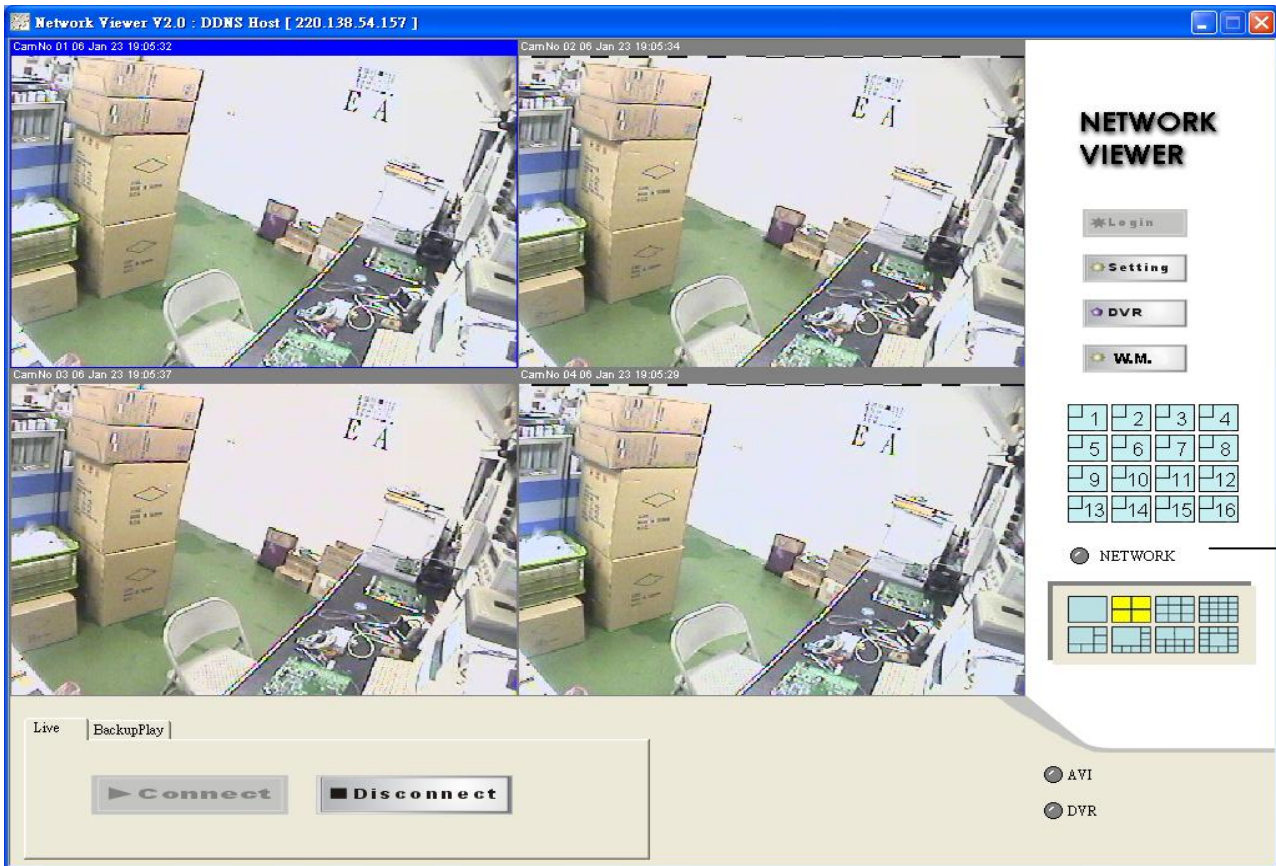 Network Viewer V2.0 : DDNS Host [ 220.138.54.157 ]
CamNo 01 06 Jan 23 19:05:32
CamNo 02 06 Jan 23 19:05:34
E A
E A
CamNo 03 06 Jan 23 19:05:37
CamNo 04 06 Jan 23 19:05:29
E A
E A
NETWORK
VIEWER
Login
Setting
DVR
W.M.
1 2 3 4
5 6 7 8
9 10 11 12
13 14 15 16
NETWORK
Live BackupPlay
Connect Disconnect
AVI
DVR